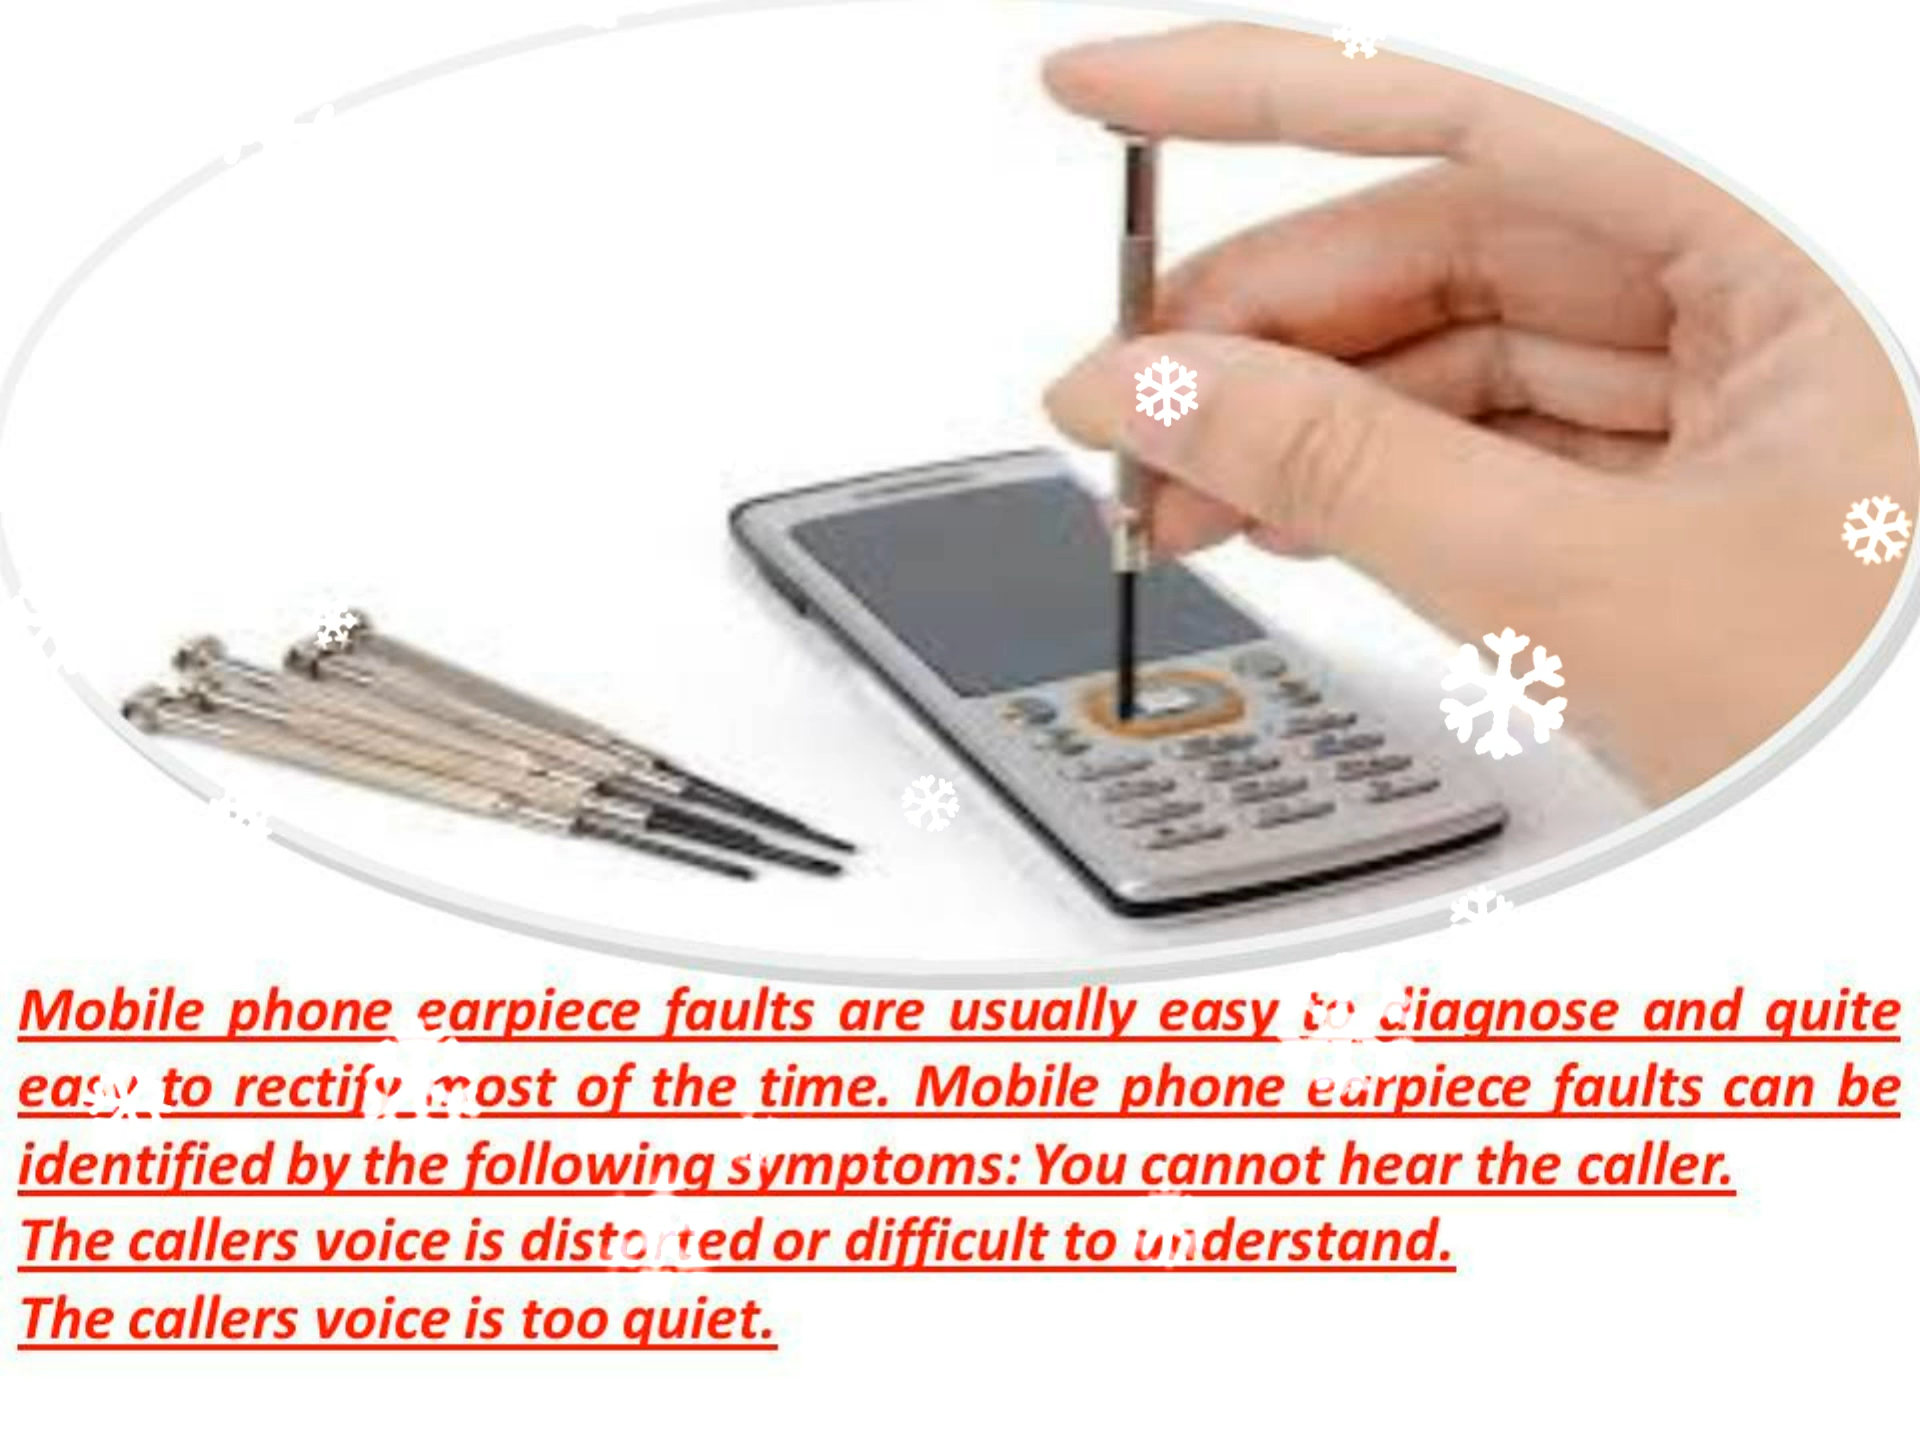 Mobile phone earpiece faults are usually easy to diagnose and quite
easy to rectify most of the time. Mobile phone earpiece faults can be
identified by the following symptoms: You cannot hear the caller.
The callers voice is distorted or difficult to understand.
The callers voice is too quiet.